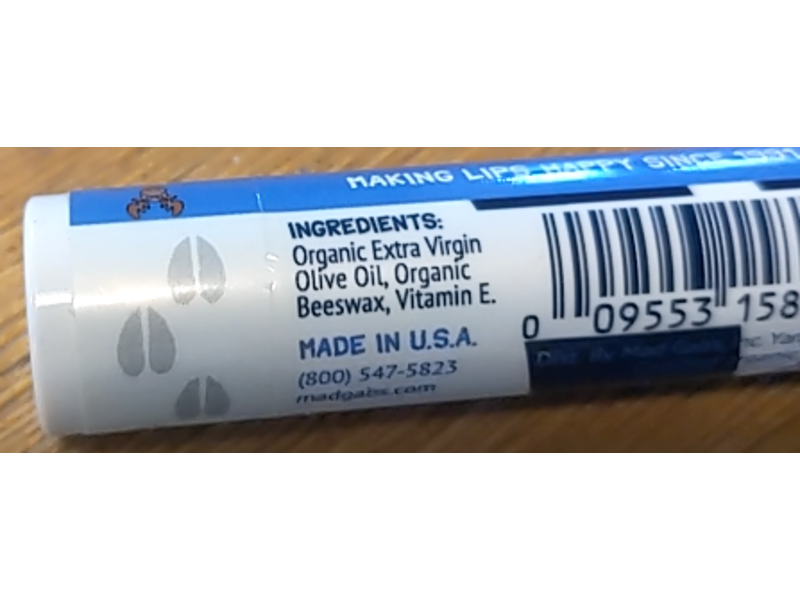 MAKING LIPS HAPPY SINCE 1991
INGREDIENTS:
Organic Extra Virgin
Olive Oil, Organic
Beeswax, Vitamin E.
MADE IN U.S.A.
(800) 547-5823
madgabs.com
0 09553 158